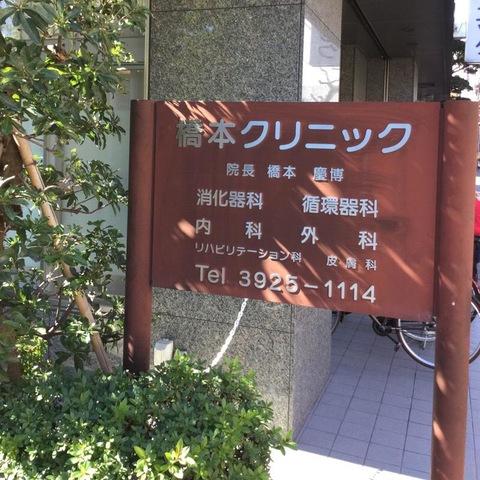 橋本クリニック
院長 橋本 慶博
消化器科 循環器科
内科 外科
リハビリテーション科 皮膚科
Tel 3925-1114